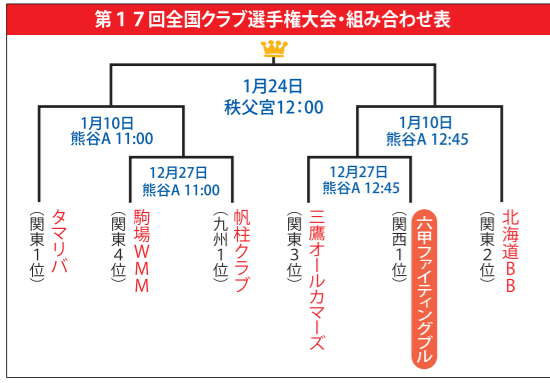 第17回全国クラブ選手権大会・組み合わせ表
1月24日
秩父宮12:00
1月10日
熊谷A 11:00
1月10日
熊谷A 12:45
12月27日
熊谷A 11:00
12月27日
熊谷A 12:45
タマリバ
(関東1位)
駒場WMM
(関東4位)
帆柱クラブ
(九州1位)
三鷹オールカマーズ
(関東3位)
六甲ファイティングブル
(関西1位)
北海道BB
(関東2位)